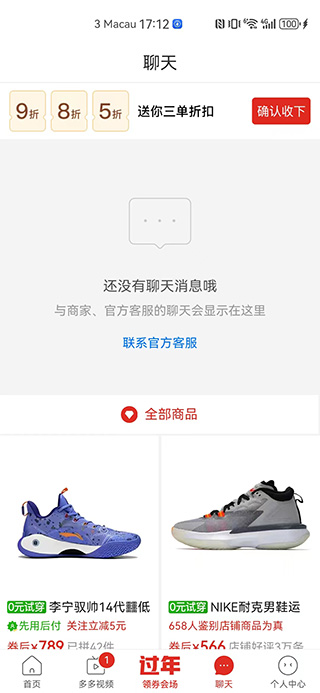 3 Macau 17:12
100
聊天
9折 8折 5折 送你三单折扣 确认收下
还没有聊天消息哦
与商家、官方客服的聊天会显示在这里
联系官方客服
全部商品
0元试穿 李宁驭帅14代䨻低
先用后付 关注立减5元
券后¥789 已拼42件
0元试穿 NIKE耐克男鞋运
658人鉴别店铺商品为真
券后¥566 店铺好评3万条
首页
1
多多视频
过年
领券会场
聊天
个人中心